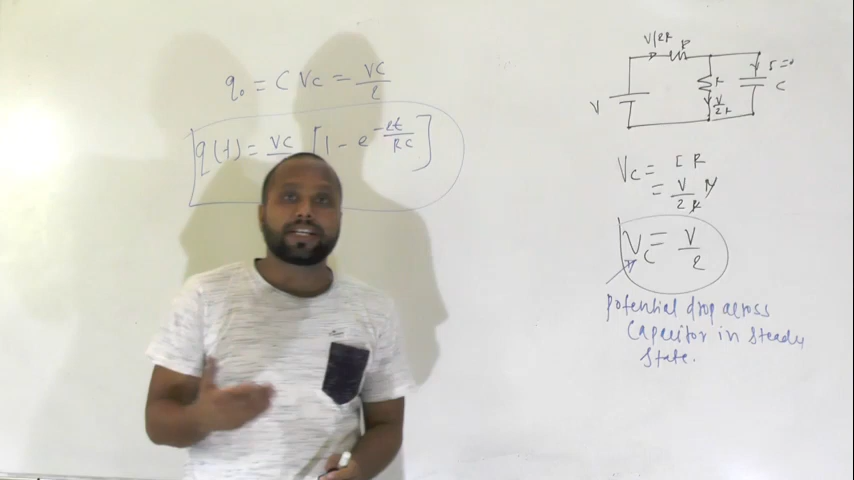 q₀ = C Vc = VC/2
q(t) = VC [1 - e^(-2t/RC)]
V/2R
R
I=0
R
C
V
V/2R
Vc = I R
= V/2R R
Vc = V/2
Potential drop across
Capacitor in steady
state.